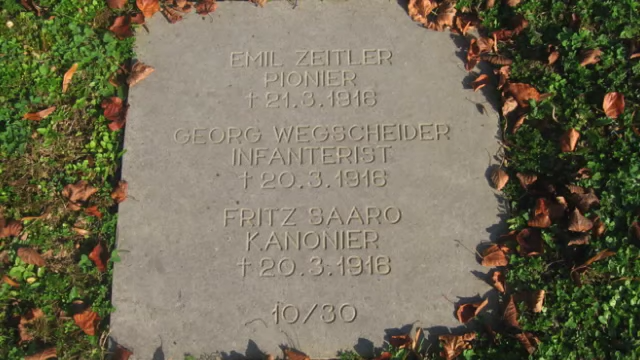 EMIL ZEITLER
PIONIER
† 21.3.1916
GEORG WEGSCHEIDER
INFANTERIST
† 20.3.1916
FRITZ SAARO
KANONIER
† 20.3.1916
10/30